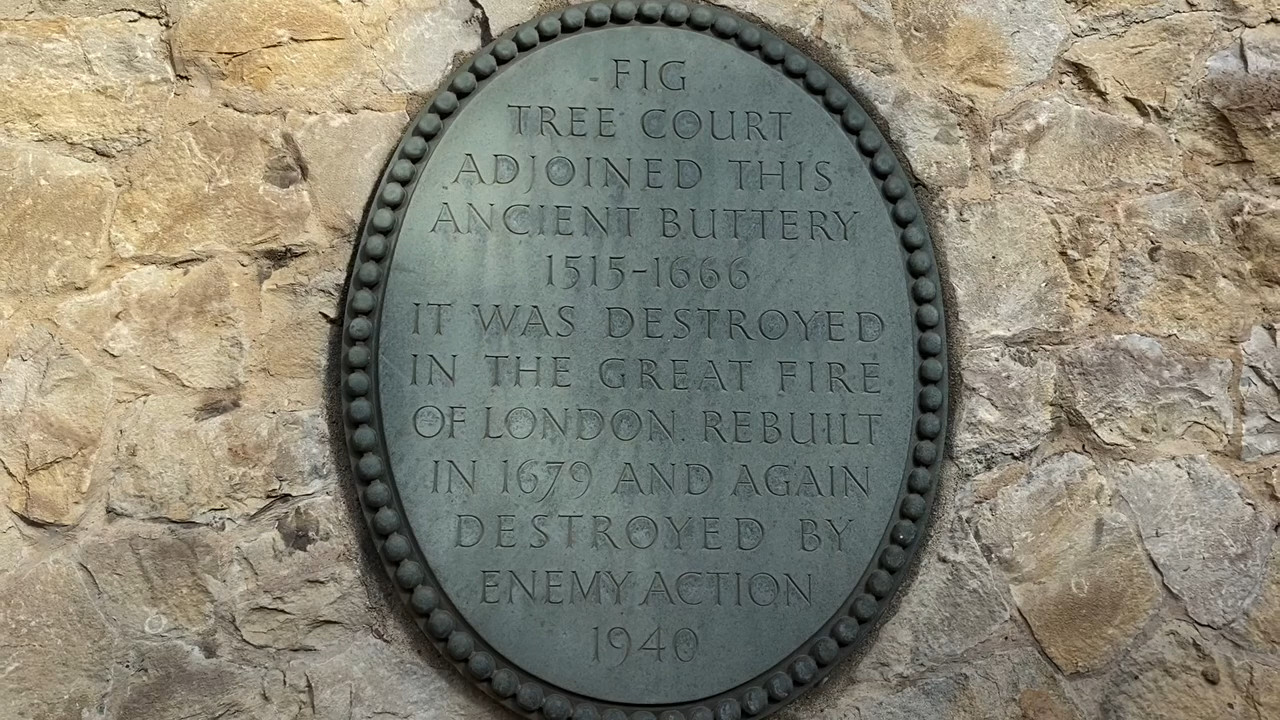 FIG
TREE COURT
ADJOINED THIS
ANCIENT BUTTERY
1515-1666
IT WAS DESTROYED
IN THE GREAT FIRE
OF LONDON. REBUILT
IN 1679 AND AGAIN
DESTROYED BY
ENEMY ACTION
1940